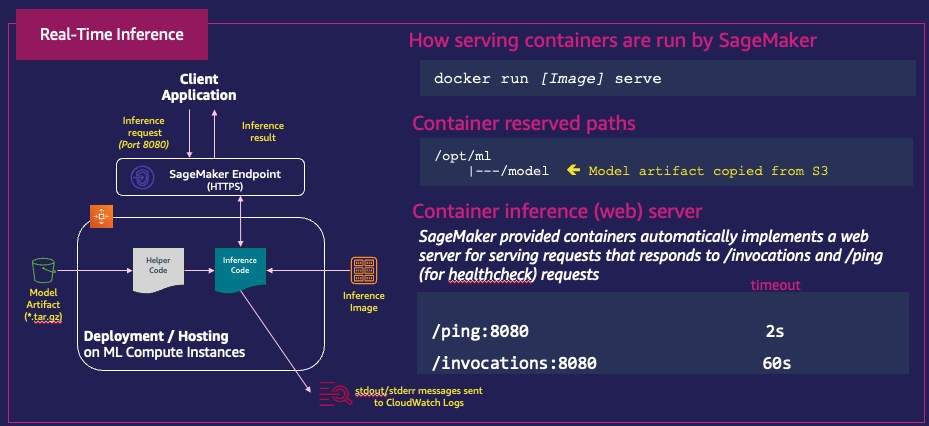 Real-Time Inference
Client
Application
Inference
request
(Port 8080)
Inference
result
SageMaker Endpoint
(HTTPS)
Helper
Code
Inference
Code
Model
Artifact
(*.tar.gz)
Inference
Image
Deployment / Hosting
on ML Compute Instances
stdout/stderr messages sent
to CloudWatch Logs
How serving containers are run by SageMaker
docker run [Image] serve
Container reserved paths
/opt/ml
|---/model ← Model artifact copied from S3
Container inference (web) server
SageMaker provided containers automatically implements a web
server for serving requests that responds to /invocations and /ping
(for healthcheck) requests
timeout
/ping:8080 2s
/invocations:8080 60s